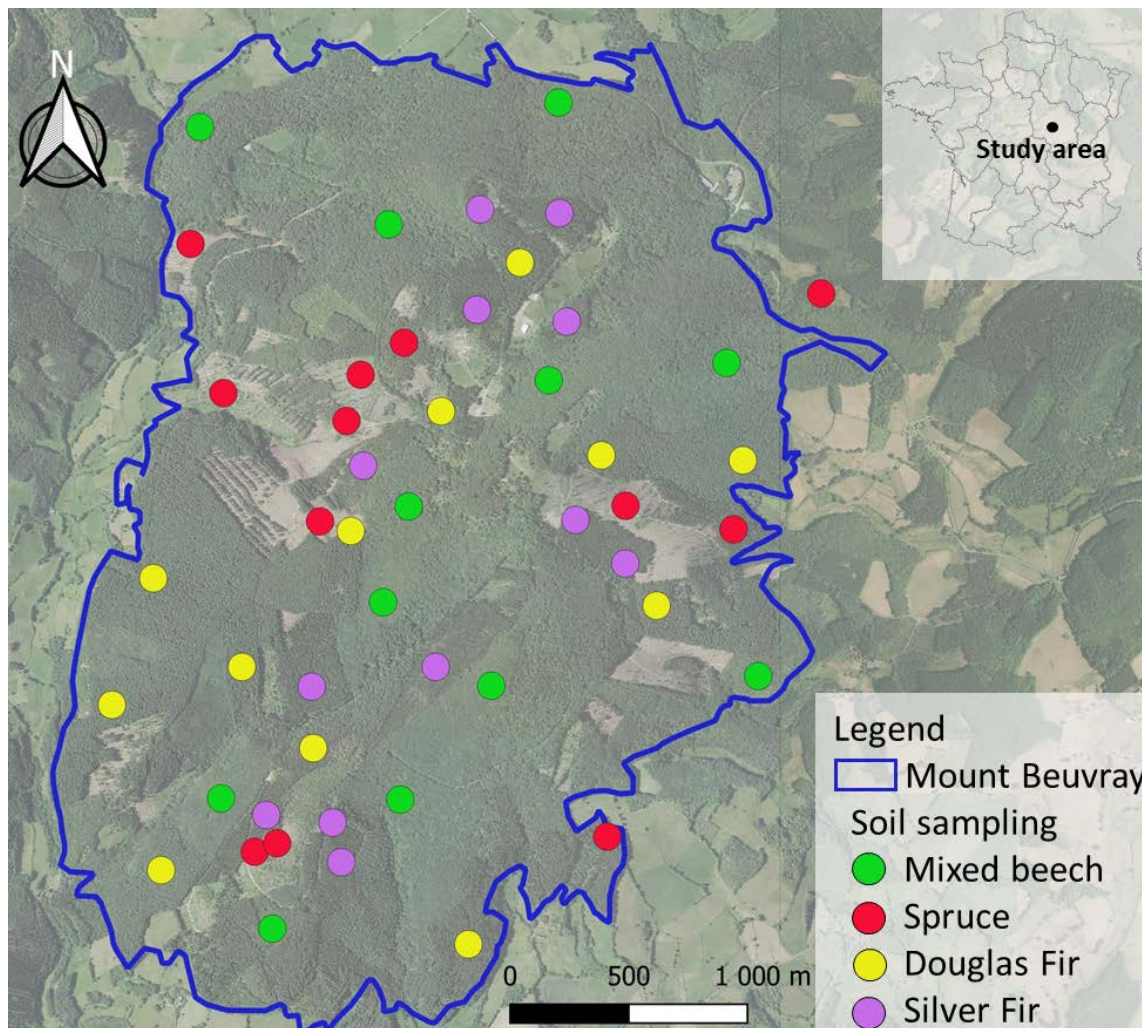 N
Study area
Legend
Mount Beuvray
Soil sampling
Mixed beech
Spruce
Douglas Fir
Silver Fir
0 500 1 000 m